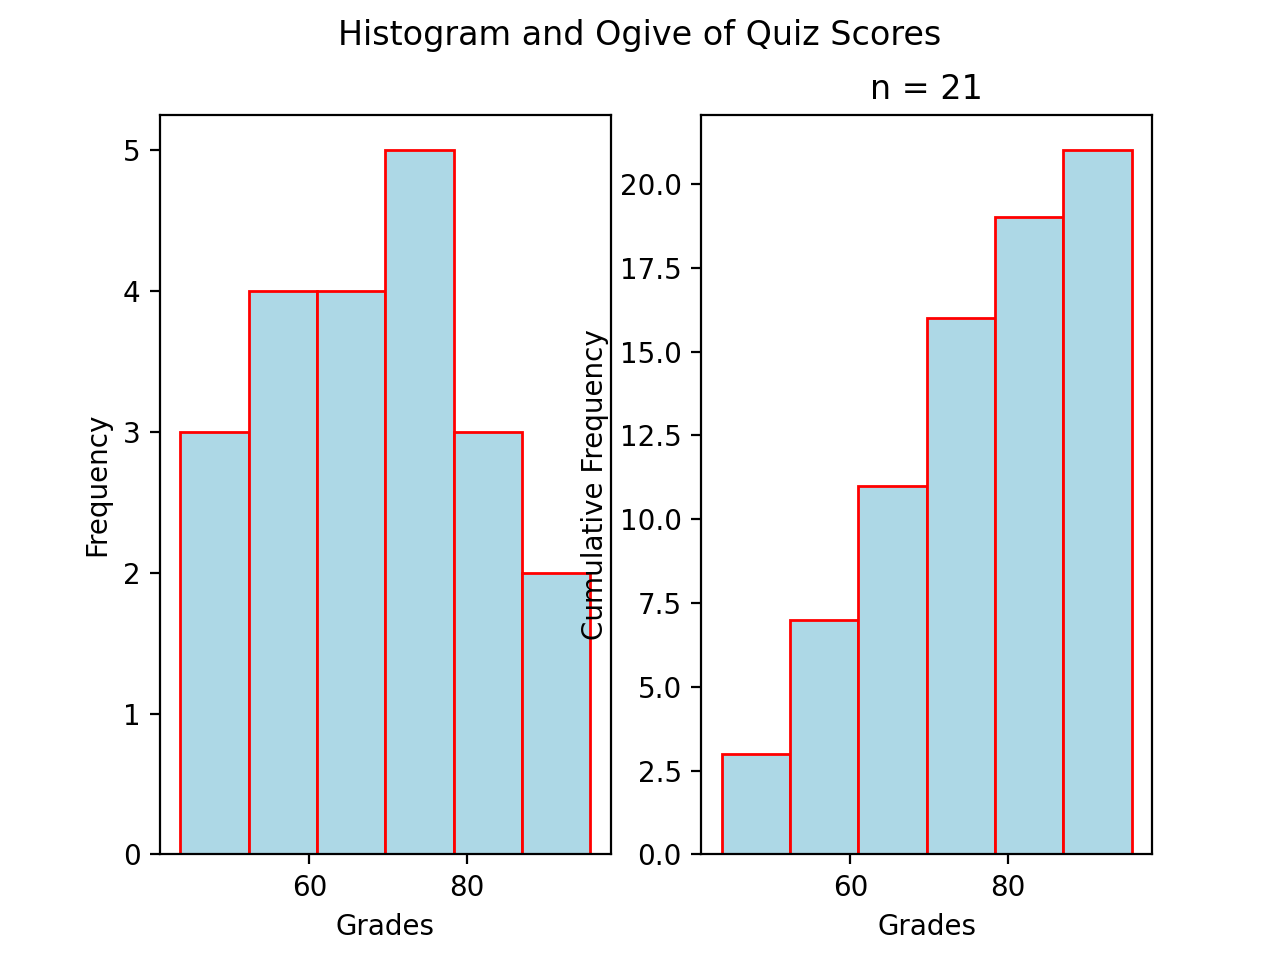 Histogram and Ogive of Quiz Scores
5
4
3
2
1
0
Frequency
60 80
Grades
n = 21
20.0
17.5
15.0
12.5
10.0
7.5
5.0
2.5
0.0
Cumulative Frequency
60 80
Grades